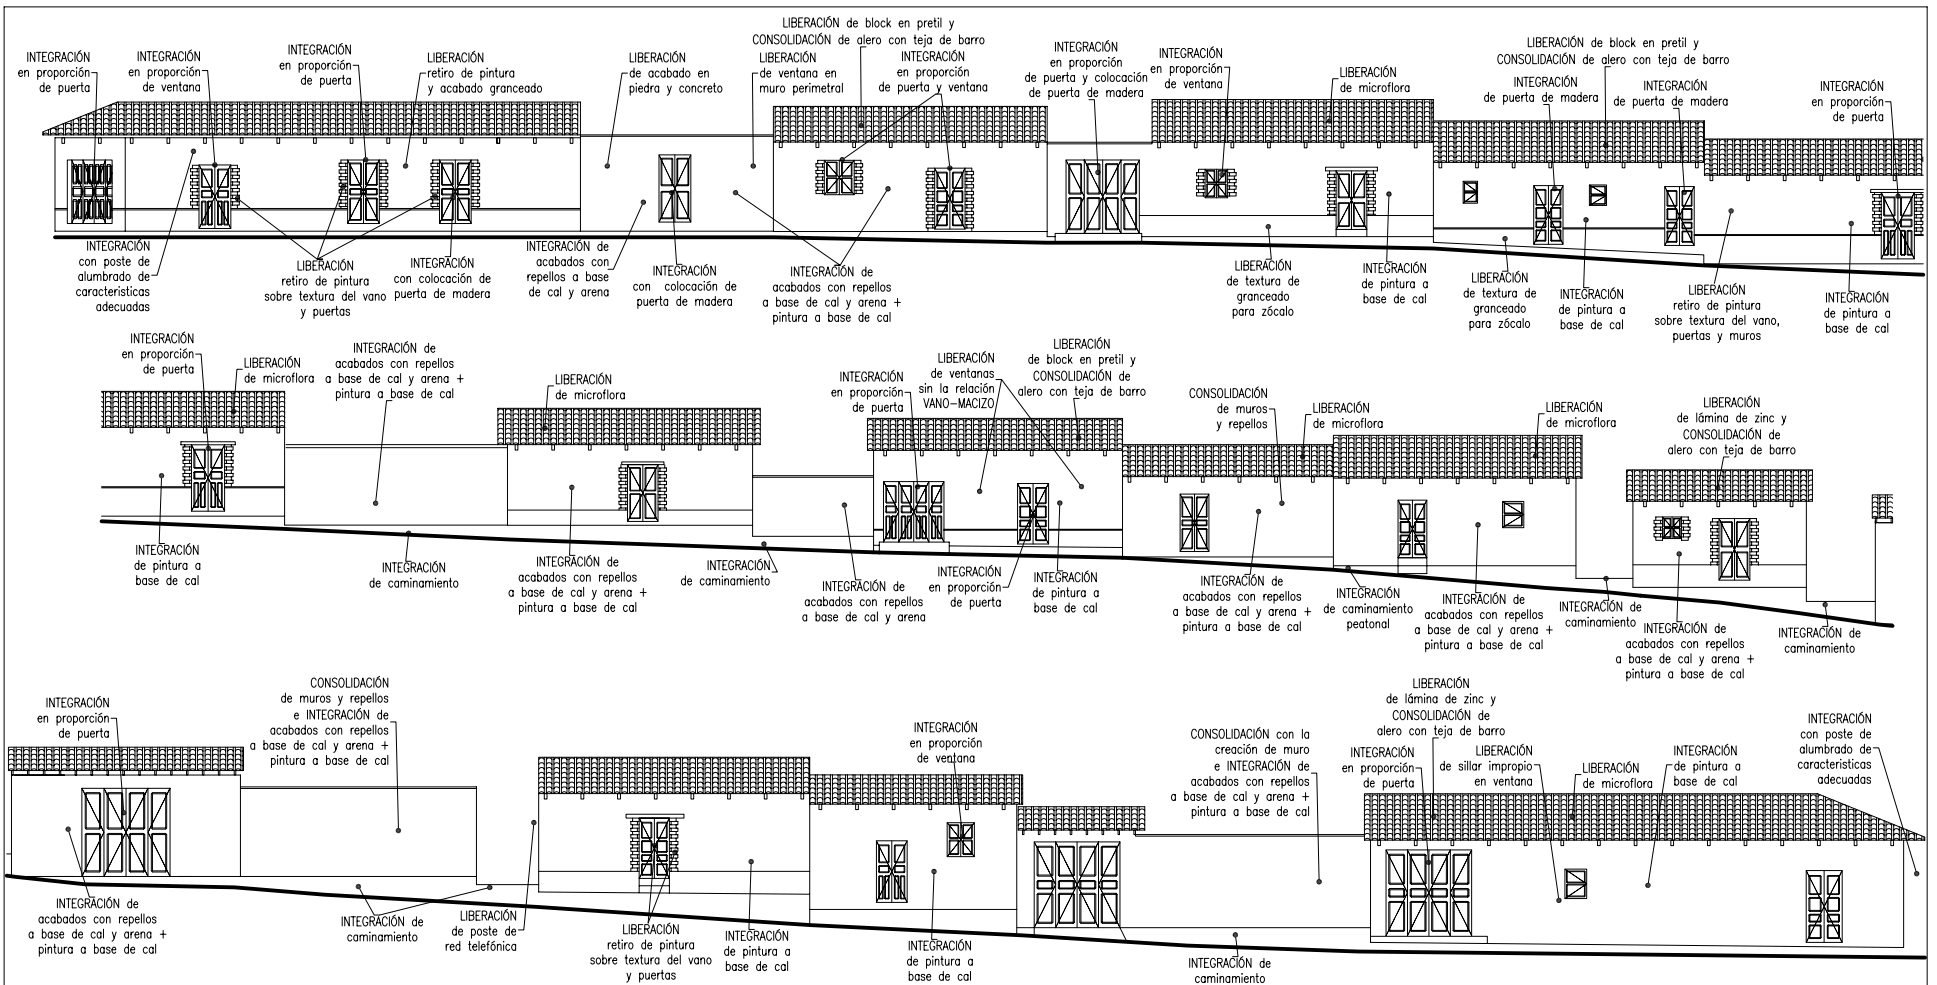 INTEGRACIÓN
en proporción
de puerta
INTEGRACIÓN
en proporción
de ventana
INTEGRACIÓN
en proporción
de puerta
LIBERACIÓN
retiro de pintura
y acabado granceado
LIBERACIÓN
de acabado en
piedra y concreto
LIBERACIÓN
de ventana en
muro perimetral
LIBERACIÓN de block en pretil y
CONSOLIDACIÓN de alero con teja de barro
INTEGRACIÓN
en proporción
de puerta y ventana
INTEGRACIÓN
en proporción
de puerta y colocación
de puerta de madera
INTEGRACIÓN
en proporción
de ventana
LIBERACIÓN
de microflora
LIBERACIÓN de block en pretil y
CONSOLIDACIÓN de alero con teja de barro
INTEGRACIÓN
de puerta de madera
INTEGRACIÓN
de puerta de madera
INTEGRACIÓN
en proporción
de puerta
INTEGRACIÓN
con poste de
alumbrado de
caracteristicas
adecuadas
LIBERACIÓN
retiro de pintura
sobre textura del vano
y puertas
INTEGRACIÓN
con colocación de
puerta de madera
INTEGRACIÓN de
acabados con
repellos a base
de cal y arena
INTEGRACIÓN
con colocación de
puerta de madera
INTEGRACIÓN de
acabados con repellos
a base de cal y arena +
pintura a base de cal
LIBERACIÓN
de textura de
granceado
para zócalo
INTEGRACIÓN
de pintura a
base de cal
LIBERACIÓN
de textura de
granceado
para zócalo
INTEGRACIÓN
de pintura a
base de cal
LIBERACIÓN
retiro de pintura
sobre textura del vano,
puertas y muros
INTEGRACIÓN
de pintura a
base de cal
INTEGRACIÓN
en proporción
de puerta
LIBERACIÓN
de microflora
INTEGRACIÓN de
acabados con repellos
a base de cal y arena +
pintura a base de cal
LIBERACIÓN
de microflora
INTEGRACIÓN
en proporción
de puerta
LIBERACIÓN
de ventanas
sin la relación
VANO-MACIZO
LIBERACIÓN
de block en pretil y
CONSOLIDACIÓN de
alero con teja de barro
CONSOLIDACIÓN
de muros
y repellos
LIBERACIÓN
de microflora
LIBERACIÓN
de microflora
LIBERACIÓN
de lámina de zinc y
CONSOLIDACIÓN de
alero con teja de barro
INTEGRACIÓN
de pintura a
base de cal
INTEGRACIÓN
de caminamiento
INTEGRACIÓN de
acabados con repellos
a base de cal y arena +
pintura a base de cal
INTEGRACIÓN
de caminamiento
INTEGRACIÓN de
acabados con repellos
a base de cal y arena
INTEGRACIÓN
en proporción
de puerta
INTEGRACIÓN
de pintura a
base de cal
INTEGRACIÓN de
acabados con repellos
a base de cal y arena +
pintura a base de cal
INTEGRACIÓN
de caminamiento
peatonal
INTEGRACIÓN de
acabados con repellos
a base de cal y arena +
pintura a base de cal
INTEGRACIÓN de
caminamiento
INTEGRACIÓN de
acabados con repellos
a base de cal y arena +
pintura a base de cal
INTEGRACIÓN de
caminamiento
INTEGRACIÓN
en proporción
de puerta
CONSOLIDACIÓN
de muros y repellos
e INTEGRACIÓN de
acabados con repellos
a base de cal y arena +
pintura a base de cal
INTEGRACIÓN
en proporción
de ventana
CONSOLIDACIÓN con la
creación de muro
e INTEGRACIÓN de
acabados con repellos
a base de cal y arena +
pintura a base de cal
LIBERACIÓN
de lámina de zinc y
CONSOLIDACIÓN de
alero con teja de barro
INTEGRACIÓN
en proporción
de puerta
LIBERACIÓN
de sillar impropio
en ventana
LIBERACIÓN
de microflora
INTEGRACIÓN
de pintura a
base de cal
INTEGRACIÓN
con poste de
alumbrado de
caracteristicas
adecuadas
INTEGRACIÓN de
acabados con repellos
a base de cal y arena +
pintura a base de cal
INTEGRACIÓN de
caminamiento
LIBERACIÓN
de poste de
red telefónica
LIBERACIÓN
retiro de pintura
sobre textura del vano
y puertas
INTEGRACIÓN
de pintura a
base de cal
INTEGRACIÓN
de pintura a
base de cal
INTEGRACIÓN de
caminamiento